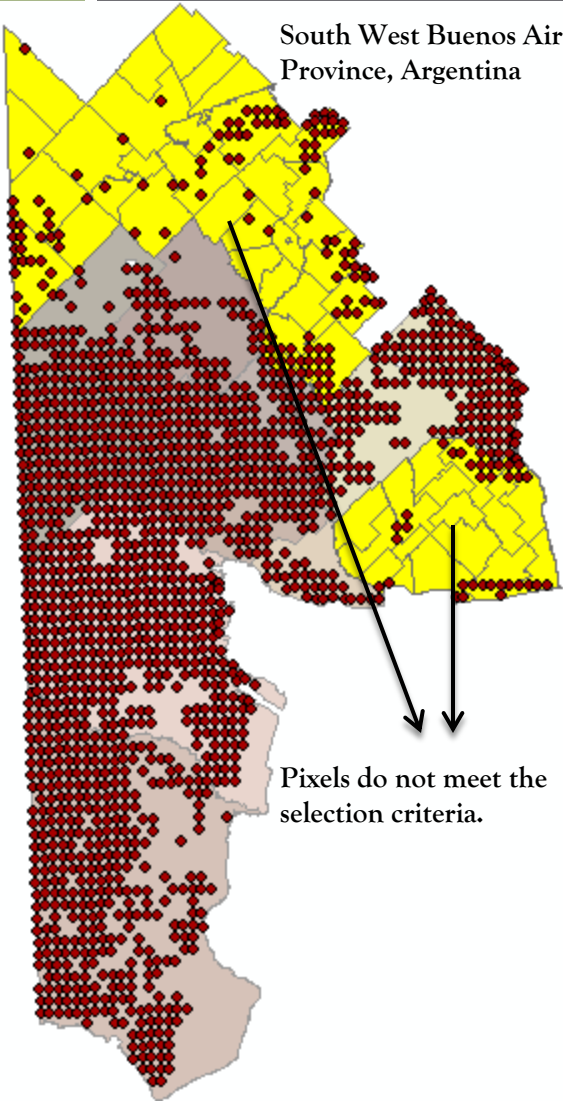 South West Buenos Air
Province, Argentina
Pixels do not meet the
selection criteria.